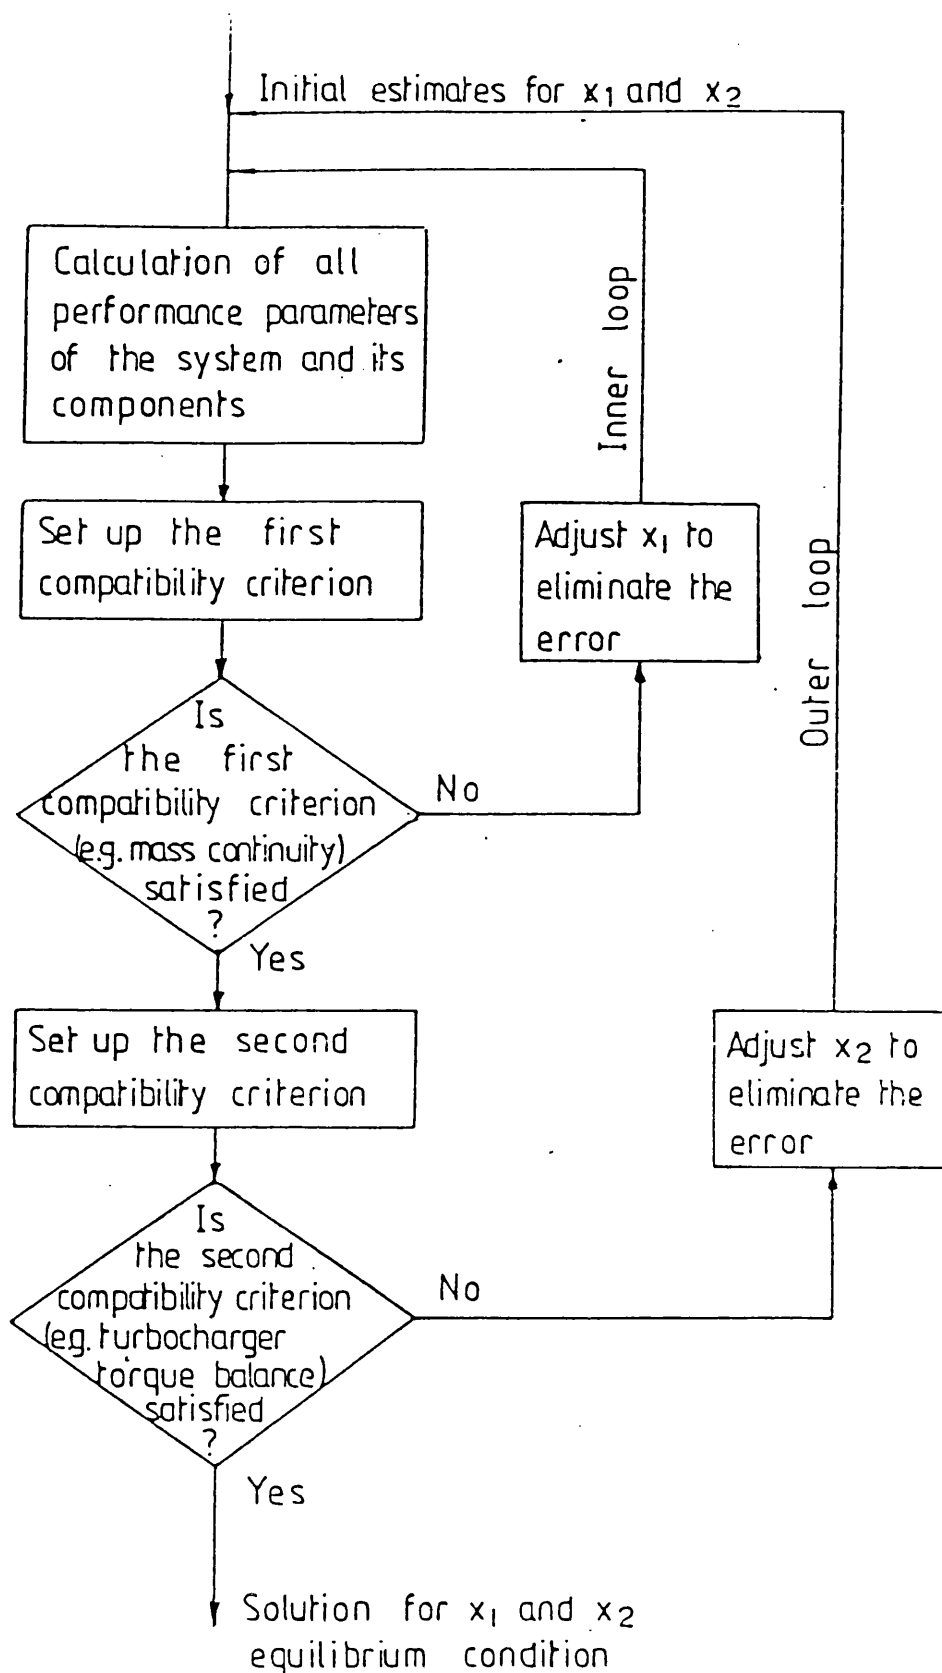 Initial estimates for x1 and x2
Calculation of all
performance parameters
of the system and its
components
Inner loop
Outer loop
Set up the first
compatibility criterion
Adjust x1 to
eliminate the
error
Is
the first
compatibility criterion
(e.g. mass continuity)
satisfied
?
No
Yes
Set up the second
compatibility criterion
Adjust x2 to
eliminate the
error
Is
the second
compatibility criterion
(e.g. turbocharger
torque balance)
satisfied
?
No
Yes
Solution for x1 and x2
equilibrium condition